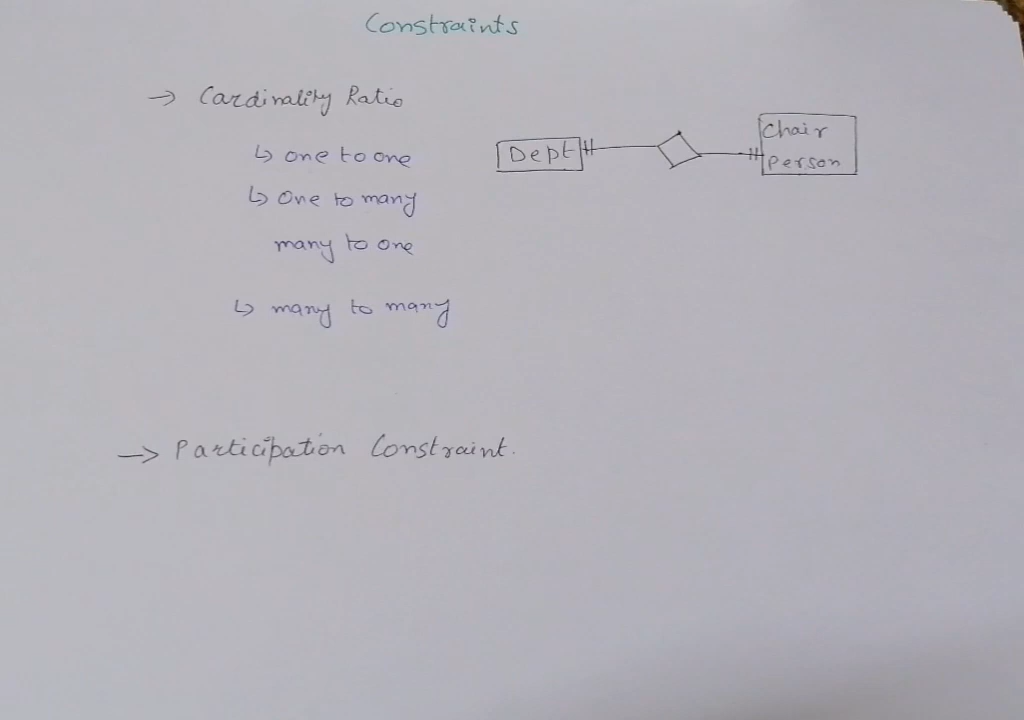 Constraints
→ Cardinality Ratio
↳ one to one
Dept
Chair
person
↳ One to many
many to one
↳ many to many
→ Participation Constraint.